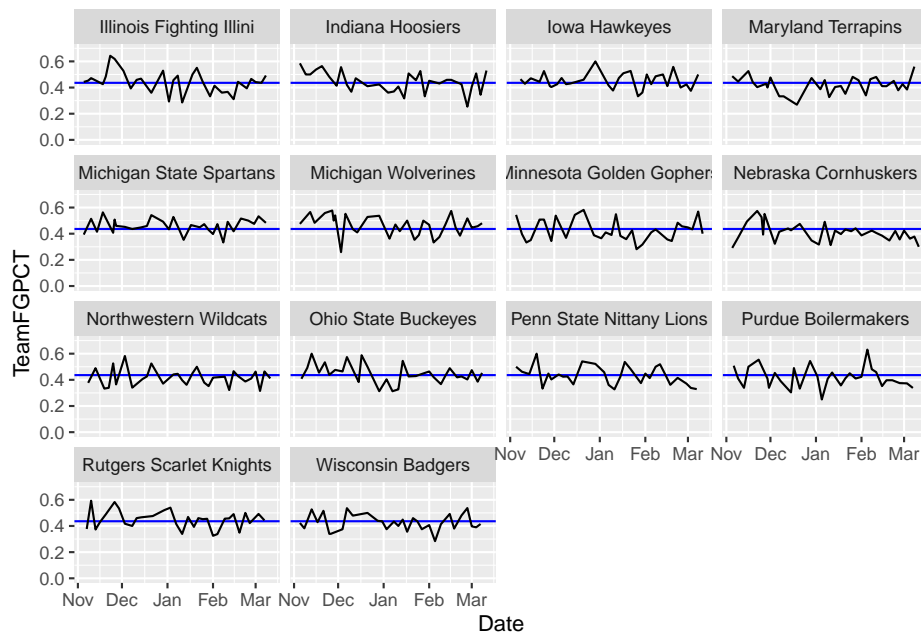 Illinois Fighting Illini Indiana Hoosiers Iowa Hawkeyes Maryland Terrapins
0.6
0.4
0.2
0.0
Michigan State Spartans Michigan Wolverines Minnesota Golden Gophers Nebraska Cornhuskers
0.6
0.4
0.2
0.0
TeamFGPCT
Northwestern Wildcats Ohio State Buckeyes Penn State Nittany Lions Purdue Boilermakers
0.6
0.4
0.2
0.0
Nov Dec Jan Feb Mar Nov Dec Jan Feb Mar
Rutgers Scarlet Knights Wisconsin Badgers
0.6
0.4
0.2
0.0
Nov Dec Jan Feb Mar Nov Dec Jan Feb Mar
Date